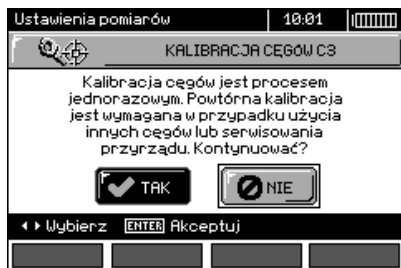 Ustawienia pomiarów 10:01
KALIBRACJA CĘGÓW C3
Kalibracja cęgów jest procesem
jednorazowym. Powtórna kalibracja
jest wymagana w przypadku użycia
innych cęgów lub serwisowania
przyrządu. Kontynuować?
TAK NIE
Wybierz ENTER Akceptuj